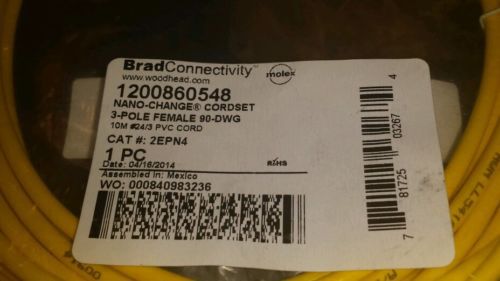 BradConnectivity™
www.woodhead.com
molex
1200860548
NANO-CHANGE® CORDSET
3-POLE FEMALE 90-DWG
10M #24/3 PVC CORD
CAT #: 2EPN4
1 PC
Date: 04/16/2014
RoHS
Assembled in: Mexico
WO: 000840983236
7 81725 03267 4